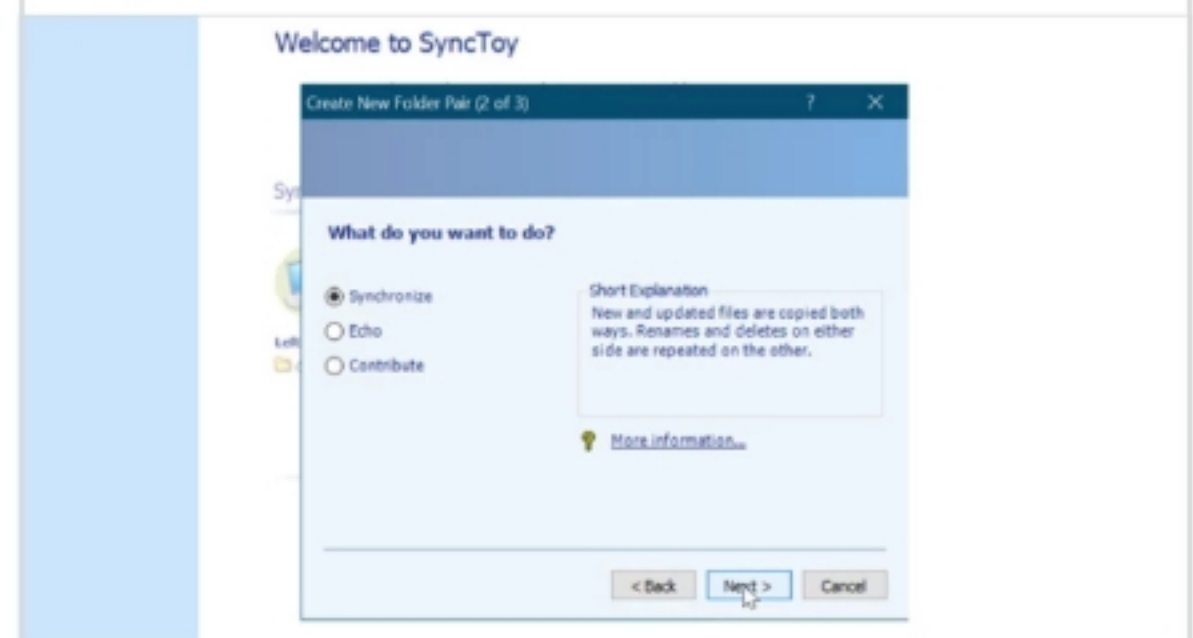 Welcome to SyncToy
Create New Folder Pair (2 of 3) ? X
What do you want to do?
Synchronize
Echo
Contribute
Short Explanation
New and updated files are copied both
ways. Renames and deletes on either
side are repeated on the other.
More information...
< Back Next > Cancel